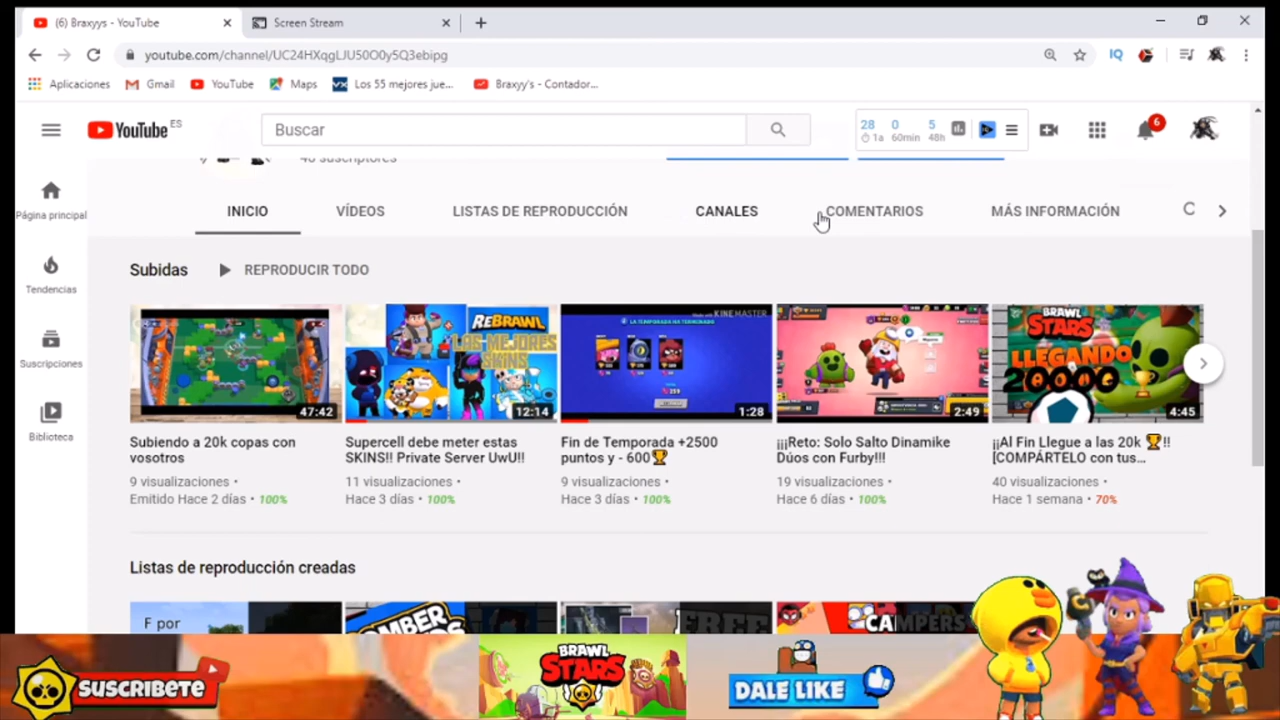 (6) Braxyys - YouTube
Screen Stream
youtube.com/channel/UC24HXqgLJU50O0y5Q3ebipg
Aplicaciones
Gmail
YouTube
Maps
Los 55 mejores jue...
Braxyy's - Contador...
YouTube ES
Buscar
28 0 5
1a 60min 48h
6
Página principal
Tendencias
Suscripciones
Biblioteca
INICIO
VÍDEOS
LISTAS DE REPRODUCCIÓN
CANALES
COMENTARIOS
MÁS INFORMACIÓN
Subidas
REPRODUCIR TODO
47:42
REBRAWL
LAS MEJORES
SKINS
12:14
KINEMASTER
LA TEMPORADA HA TERMINADO
1:28
2:49
BRAWL
STARS
LLEGANDO
20000
4:45
Subiendo a 20k copas con
vosotros
9 visualizaciones •
Emitido Hace 2 días • 100%
Supercell debe meter estas
SKINS!! Private Server UwU!!
11 visualizaciones •
Hace 3 días • 100%
Fin de Temporada +2500
puntos y - 600🏆
9 visualizaciones •
Hace 3 días • 100%
¡¡¡Reto: Solo Salto Dinamike
Dúos con Furby!!!
19 visualizaciones •
Hace 6 días • 100%
¡¡Al Fin Llegue a las 20k 🏆!!
[COMPÁRTELO con tus...
40 visualizaciones •
Hace 1 semana • 70%
Listas de reproducción creadas
F por
FREE
CAMPERS
SUSCRIBETE
BRAWL
STARS
DALE LIKE